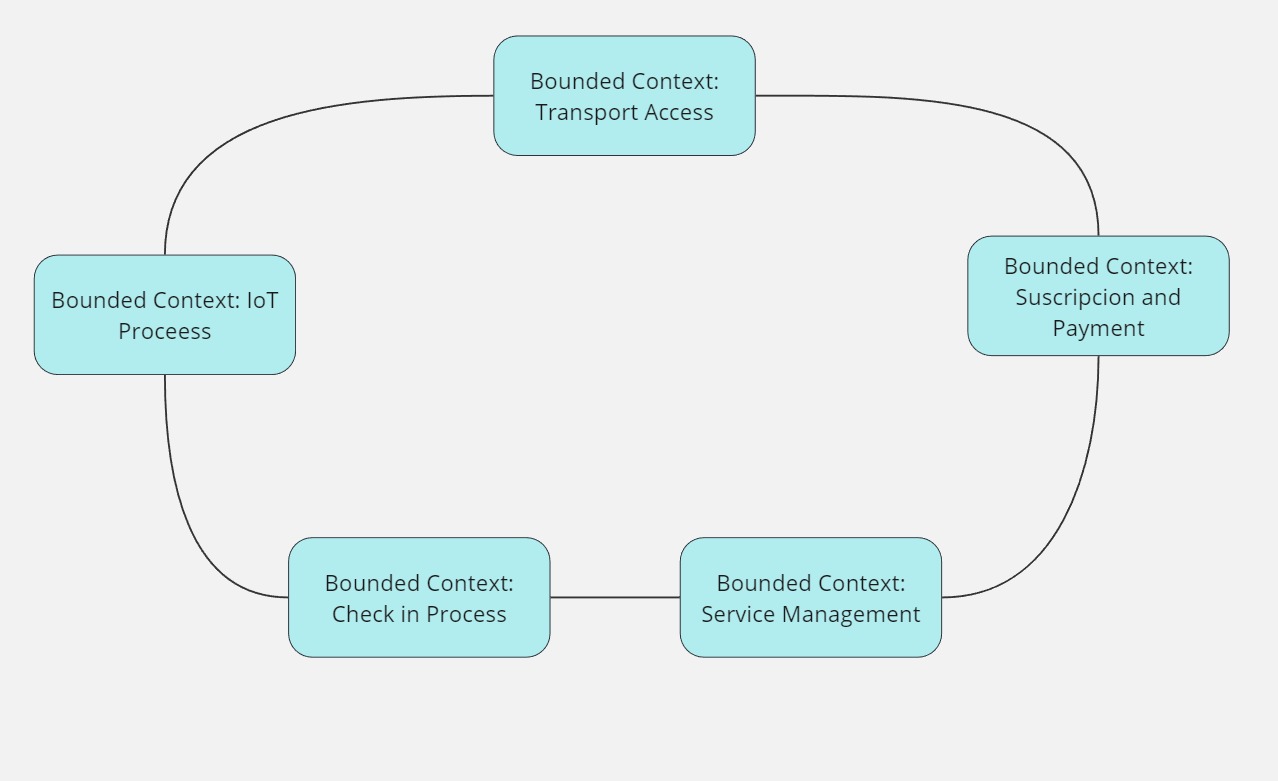 Bounded Context:
Transport Access
Bounded Context:
Suscripcion and
Payment
Bounded Context: IoT
Proceess
Bounded Context:
Check in Process
Bounded Context:
Service Management